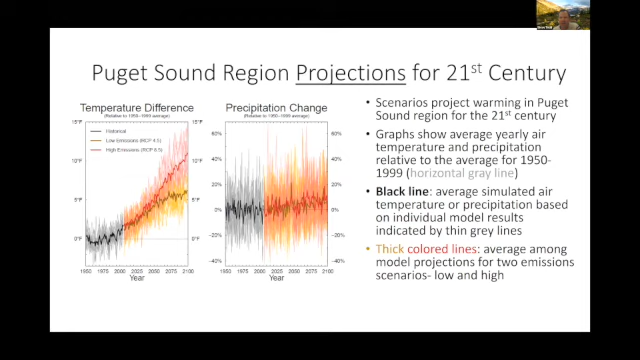 Puget Sound Region Projections for 21st Century
Temperature Difference
(Relative to 1950-1999 average)
15°F
10°F
5°F
0°F
Historical
Low Emissions (RCP 4.5)
High Emissions (RCP 8.5)
15°F
10°F
5°F
0°F
1950 1975 2000 2025 2050 2075 2100
Year
Precipitation Change
(Relative to 1950-1999 average)
60%
40%
20%
0%
-20%
-40%
60%
40%
20%
0%
-20%
-40%
1950 1975 2000 2025 2050 2075 2100
Year
• Scenarios project warming in Puget
Sound region for the 21st century
• Graphs show average yearly air
temperature and precipitation
relative to the average for 1950-
1999 (horizontal gray line)
• Black line: average simulated air
temperature or precipitation based
on individual model results
indicated by thin grey lines
• Thick colored lines: average among
model projections for two emissions
scenarios- low and high